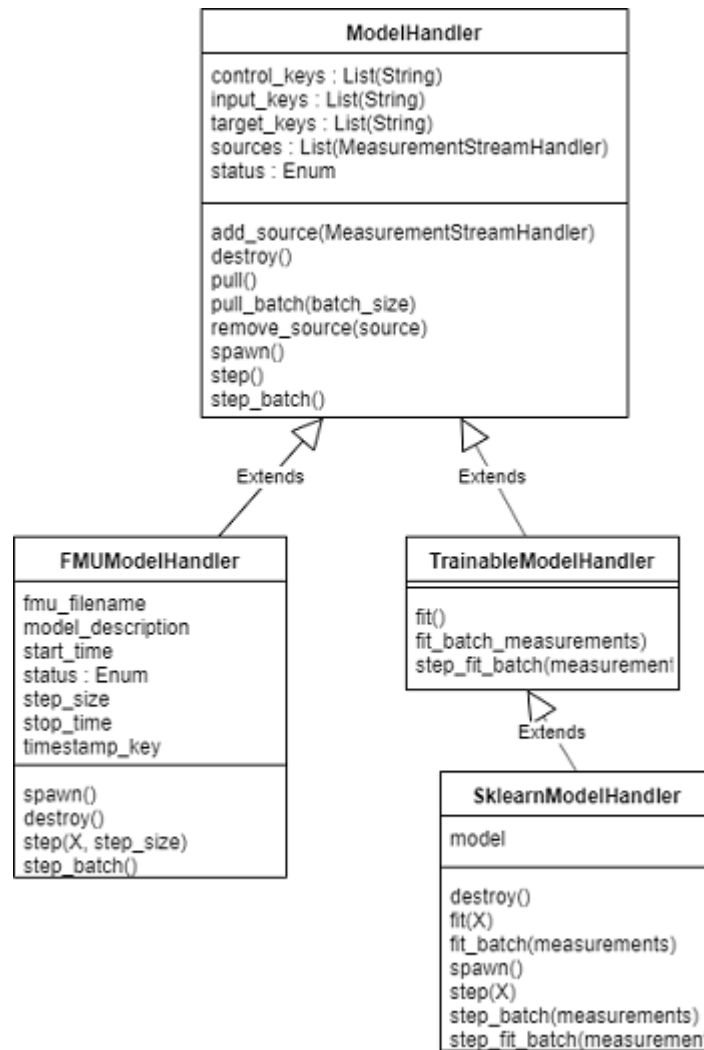 ModelHandler
control_keys : List(String)
input_keys : List(String)
target_keys : List(String)
sources : List(MeasurementStreamHandler)
status : Enum
add_source(MeasurementStreamHandler)
destroy()
pull()
pull_batch(batch_size)
remove_source(source)
spawn()
step()
step_batch()
Extends
Extends
FMUModelHandler
fmu_filename
model_description
start_time
status : Enum
step_size
stop_time
timestamp_key
spawn()
destroy()
step(X, step_size)
step_batch()
TrainableModelHandler
fit()
fit_batch_measurements)
step_fit_batch(measurement
Extends
SklearnModelHandler
model
destroy()
fit(X)
fit_batch(measurements)
spawn()
step(X)
step_batch(measurements)
step_fit_batch(measurement